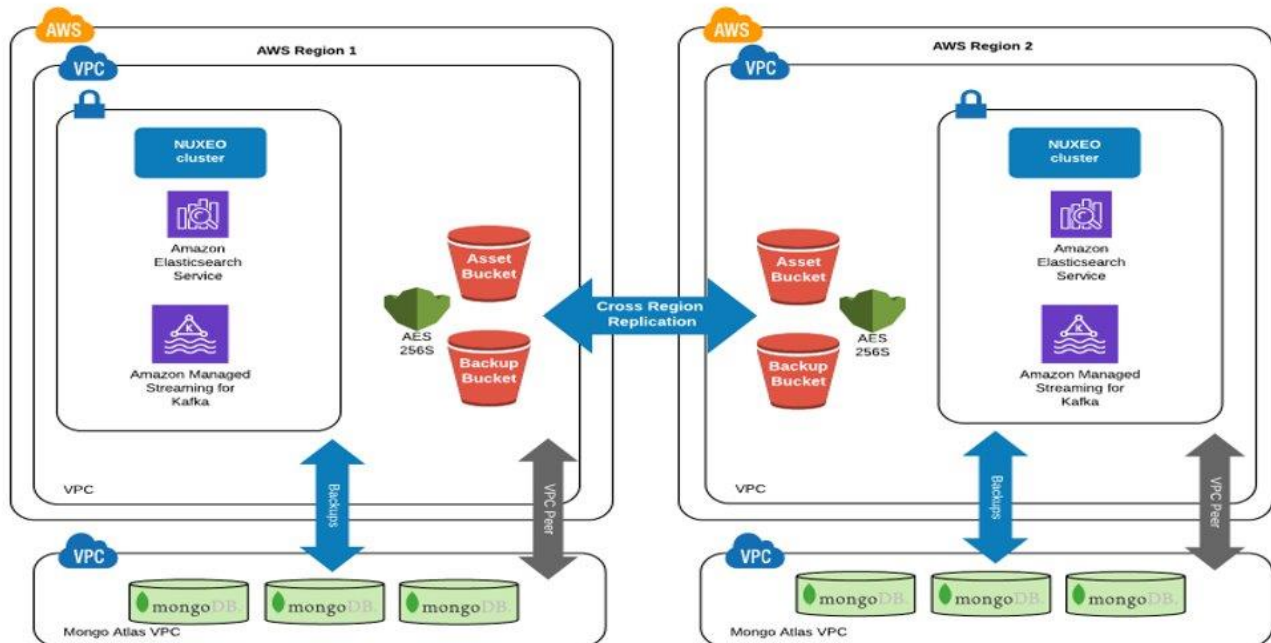 AWS
AWS Region 1
VPC
NUXEO
cluster
Amazon
Elasticsearch
Service
Amazon Managed
Streaming for
Kafka
AES
256S
Asset
Bucket
Backup
Bucket
VPC
Backups
VPC Peer
VPC
mongoDB.
mongoDB.
mongoDB.
Mongo Atlas VPC
Cross Region
Replication
AWS
AWS Region 2
VPC
Asset
Bucket
Backup
Bucket
AES
256S
NUXEO
cluster
Amazon
Elasticsearch
Service
K
Amazon Managed
Streaming for
Kafka
VPC
Backups
VPC Peer
VPC
mongoDB.
mongoDB.
mongoDB.
Mongo Atlas VPC